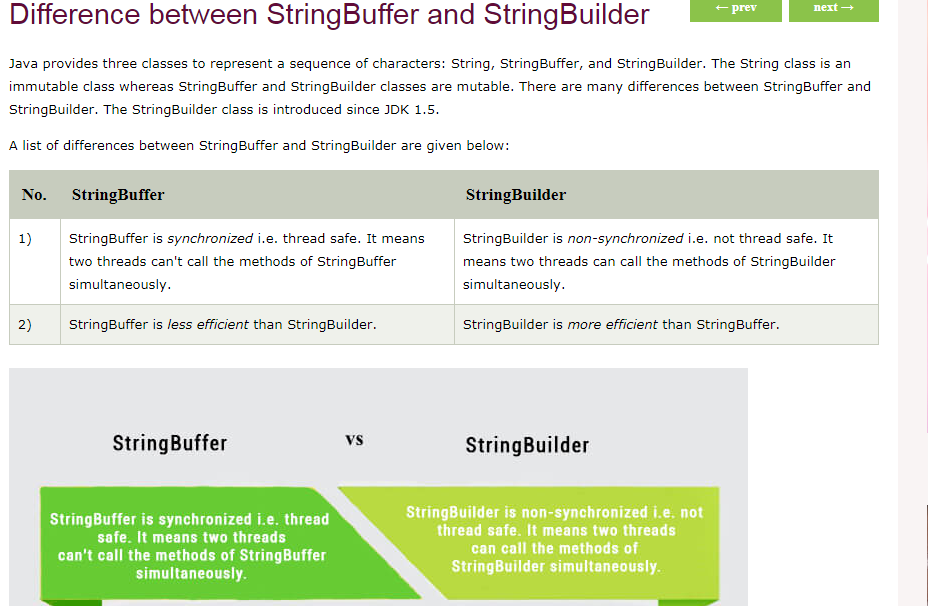 Difference between StringBuffer and StringBuilder
← prev
next →
Java provides three classes to represent a sequence of characters: String, StringBuffer, and StringBuilder. The String class is an
immutable class whereas StringBuffer and StringBuilder classes are mutable. There are many differences between StringBuffer and
StringBuilder. The StringBuilder class is introduced since JDK 1.5.
A list of differences between StringBuffer and StringBuilder are given below:
No. StringBuffer StringBuilder
1)
StringBuffer is synchronized i.e. thread safe. It means
two threads can't call the methods of StringBuffer
simultaneously.
StringBuilder is non-synchronized i.e. not thread safe. It
means two threads can call the methods of StringBuilder
simultaneously.
2)
StringBuffer is less efficient than StringBuilder.
StringBuilder is more efficient than StringBuffer.
StringBuffer
vs
StringBuilder
StringBuffer is synchronized i.e. thread
safe. It means two threads
can't call the methods of StringBuffer
simultaneously.
StringBuilder is non-synchronized i.e. not
thread safe. It means two threads
can call the methods of
StringBuilder simultaneously.